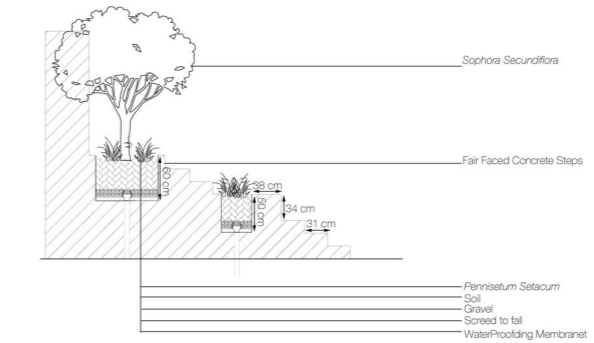 Sophora Secundiflora
Fair Faced Concrete Steps
60 cm
38 cm
50 cm
34 cm
31 cm
Pennisetum Setacum
Soil
Gravel
Screed to fall
WaterProofding Membranet